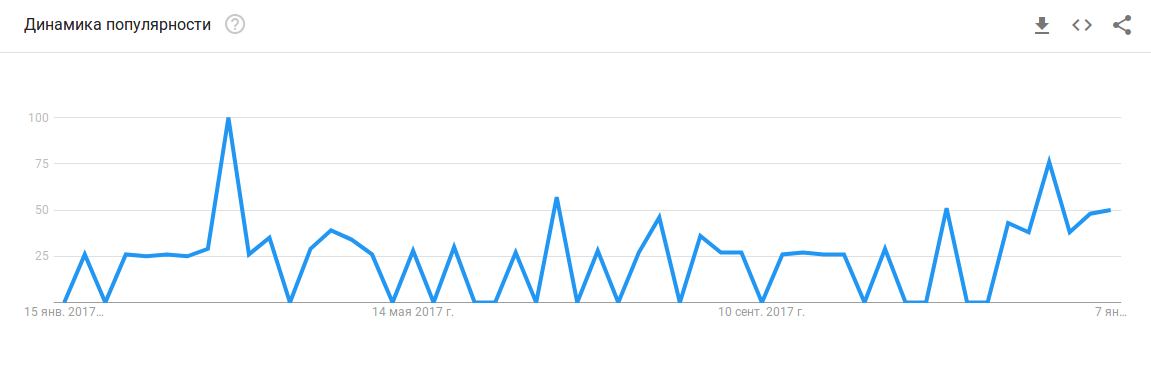 Динамика популярности ?
100
75
50
25
15 янв. 2017…
14 мая 2017 г.
10 сент. 2017 г.
7 ян…